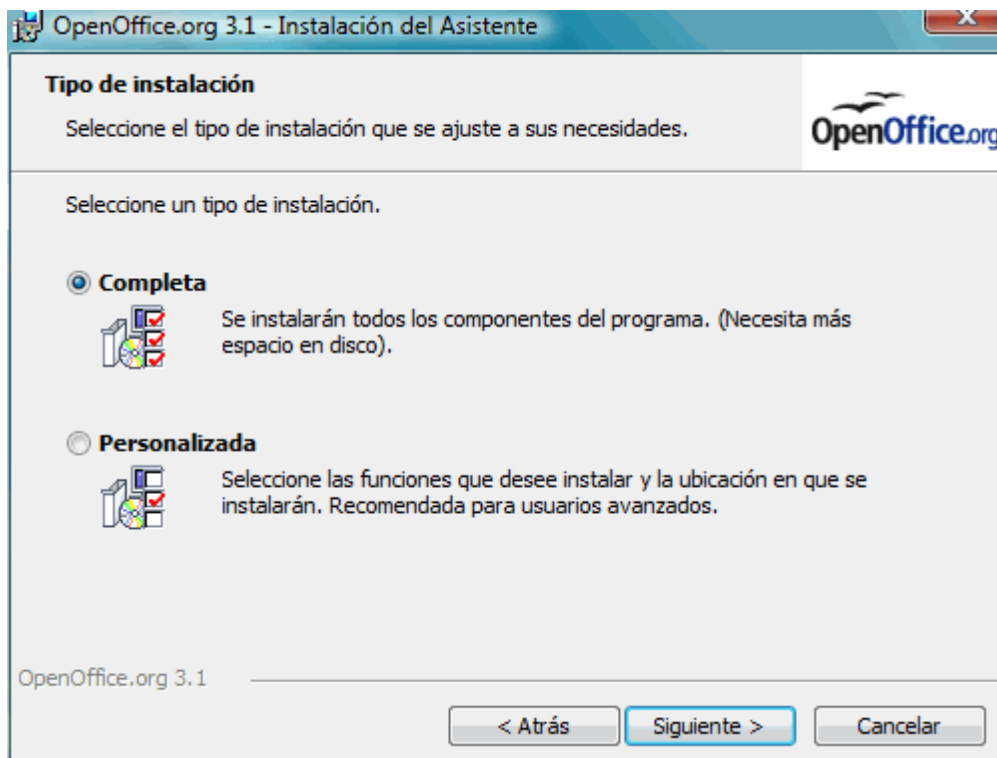 OpenOffice.org 3.1 - Instalación del Asistente
Tipo de instalación
Seleccione el tipo de instalación que se ajuste a sus necesidades.
OpenOffice.org
Seleccione un tipo de instalación.
Completa
Se instalarán todos los componentes del programa. (Necesita más
espacio en disco).
Personalizada
Seleccione las funciones que desee instalar y la ubicación en que se
instalarán. Recomendada para usuarios avanzados.
OpenOffice.org 3.1
< Atrás
Siguiente >
Cancelar